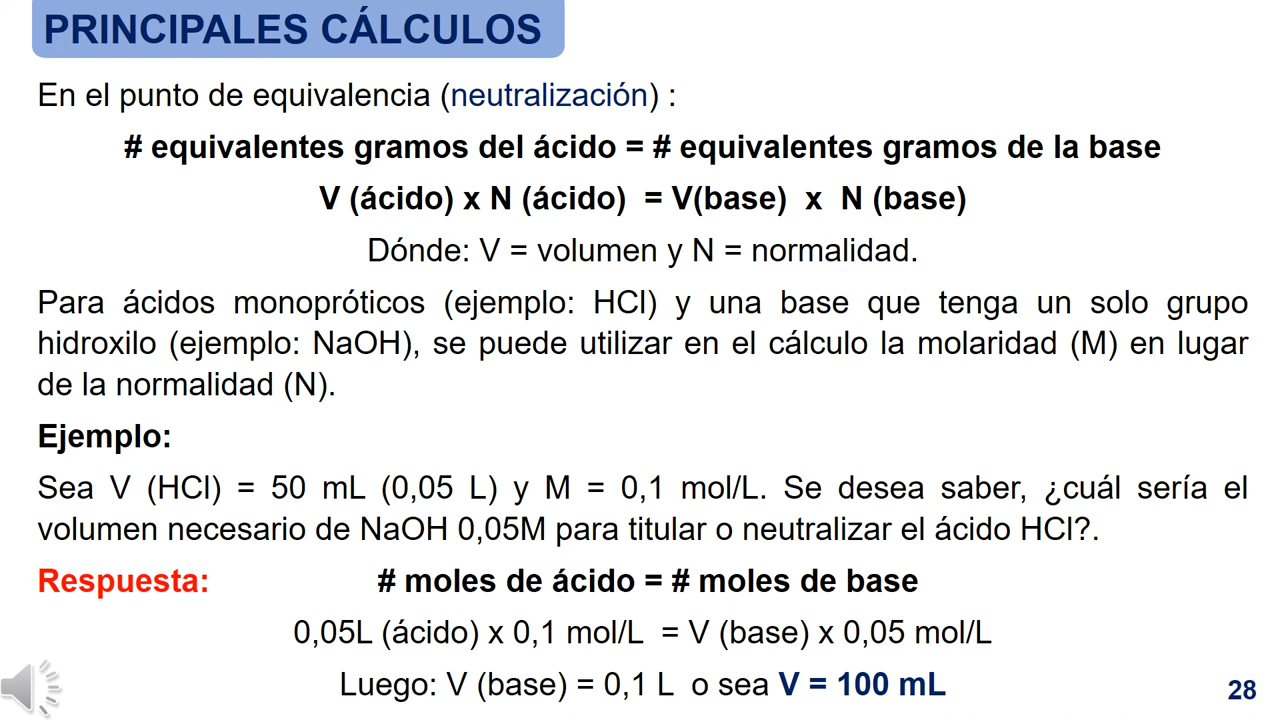 PRINCIPALES CÁLCULOS
En el punto de equivalencia (neutralización) :
# equivalentes gramos del ácido = # equivalentes gramos de la base
V (ácido) x N (ácido) = V(base) x N (base)
Dónde: V = volumen y N = normalidad.
Para ácidos monopróticos (ejemplo: HCl) y una base que tenga un solo grupo
hidroxilo (ejemplo: NaOH), se puede utilizar en el cálculo la molaridad (M) en lugar
de la normalidad (N).
Ejemplo:
Sea V (HCl) = 50 mL (0,05 L) y M = 0,1 mol/L. Se desea saber, ¿cuál sería el
volumen necesario de NaOH 0,05M para titular o neutralizar el ácido HCl?.
Respuesta: # moles de ácido = # moles de base
0,05L (ácido) x 0,1 mol/L = V (base) x 0,05 mol/L
Luego: V (base) = 0,1 L o sea V = 100 mL
28